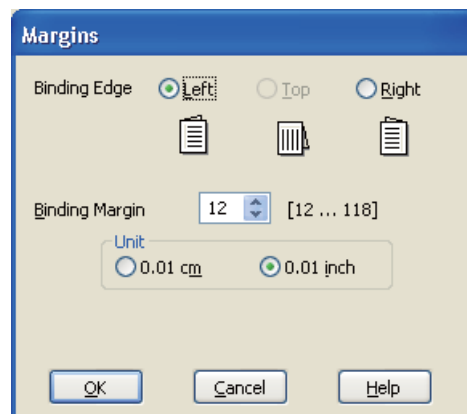 Margins
Binding Edge Left Top Right
Binding Margin 12 [12 ... 118]
Unit
0.01 cm 0.01 inch
OK Cancel Help